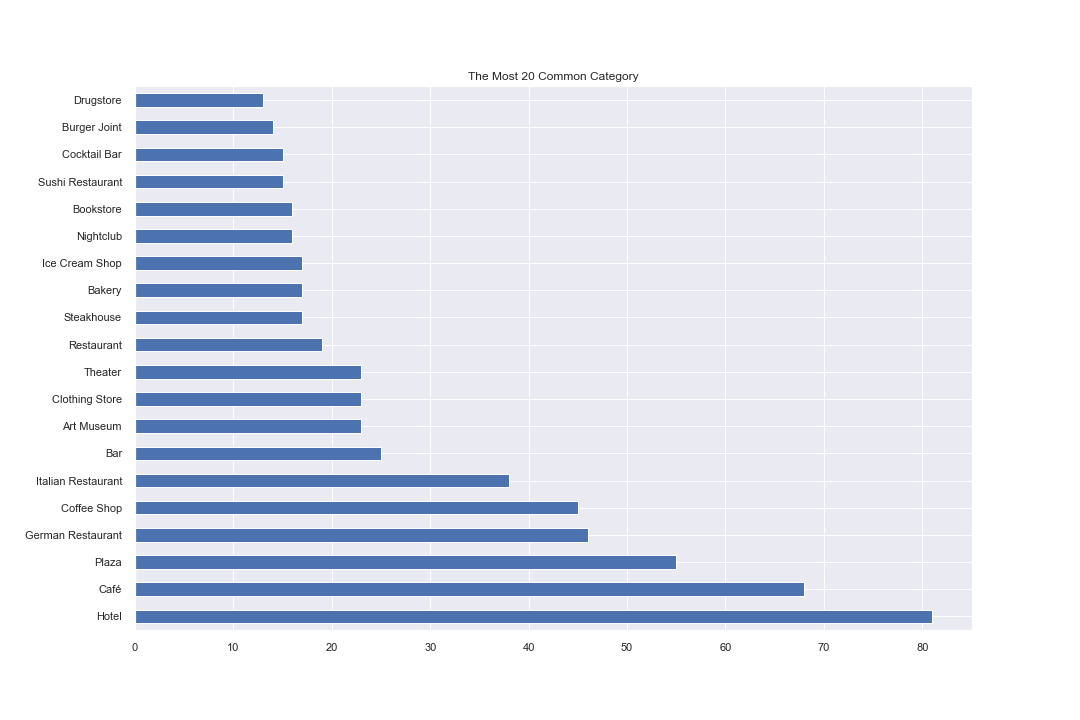 The Most 20 Common Category
Drugstore
Burger Joint
Cocktail Bar
Sushi Restaurant
Bookstore
Nightclub
Ice Cream Shop
Bakery
Steakhouse
Restaurant
Theater
Clothing Store
Art Museum
Bar
Italian Restaurant
Coffee Shop
German Restaurant
Plaza
Café
Hotel
0 10 20 30 40 50 60 70 80